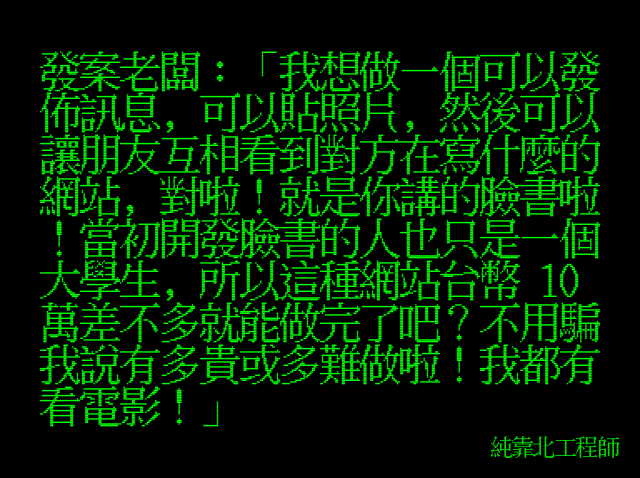 發案老闆：「我想做一個可以發
佈訊息，可以貼照片，然後可以
讓朋友互相看到對方在寫什麼的
網站，對啦！就是你講的臉書啦
！當初開發臉書的人也只是一個
大學生，所以這種網站台幣 10
萬差不多就能做完了吧？不用騙
我說有多貴或多難做啦！我都有
看電影！」
純靠北工程師